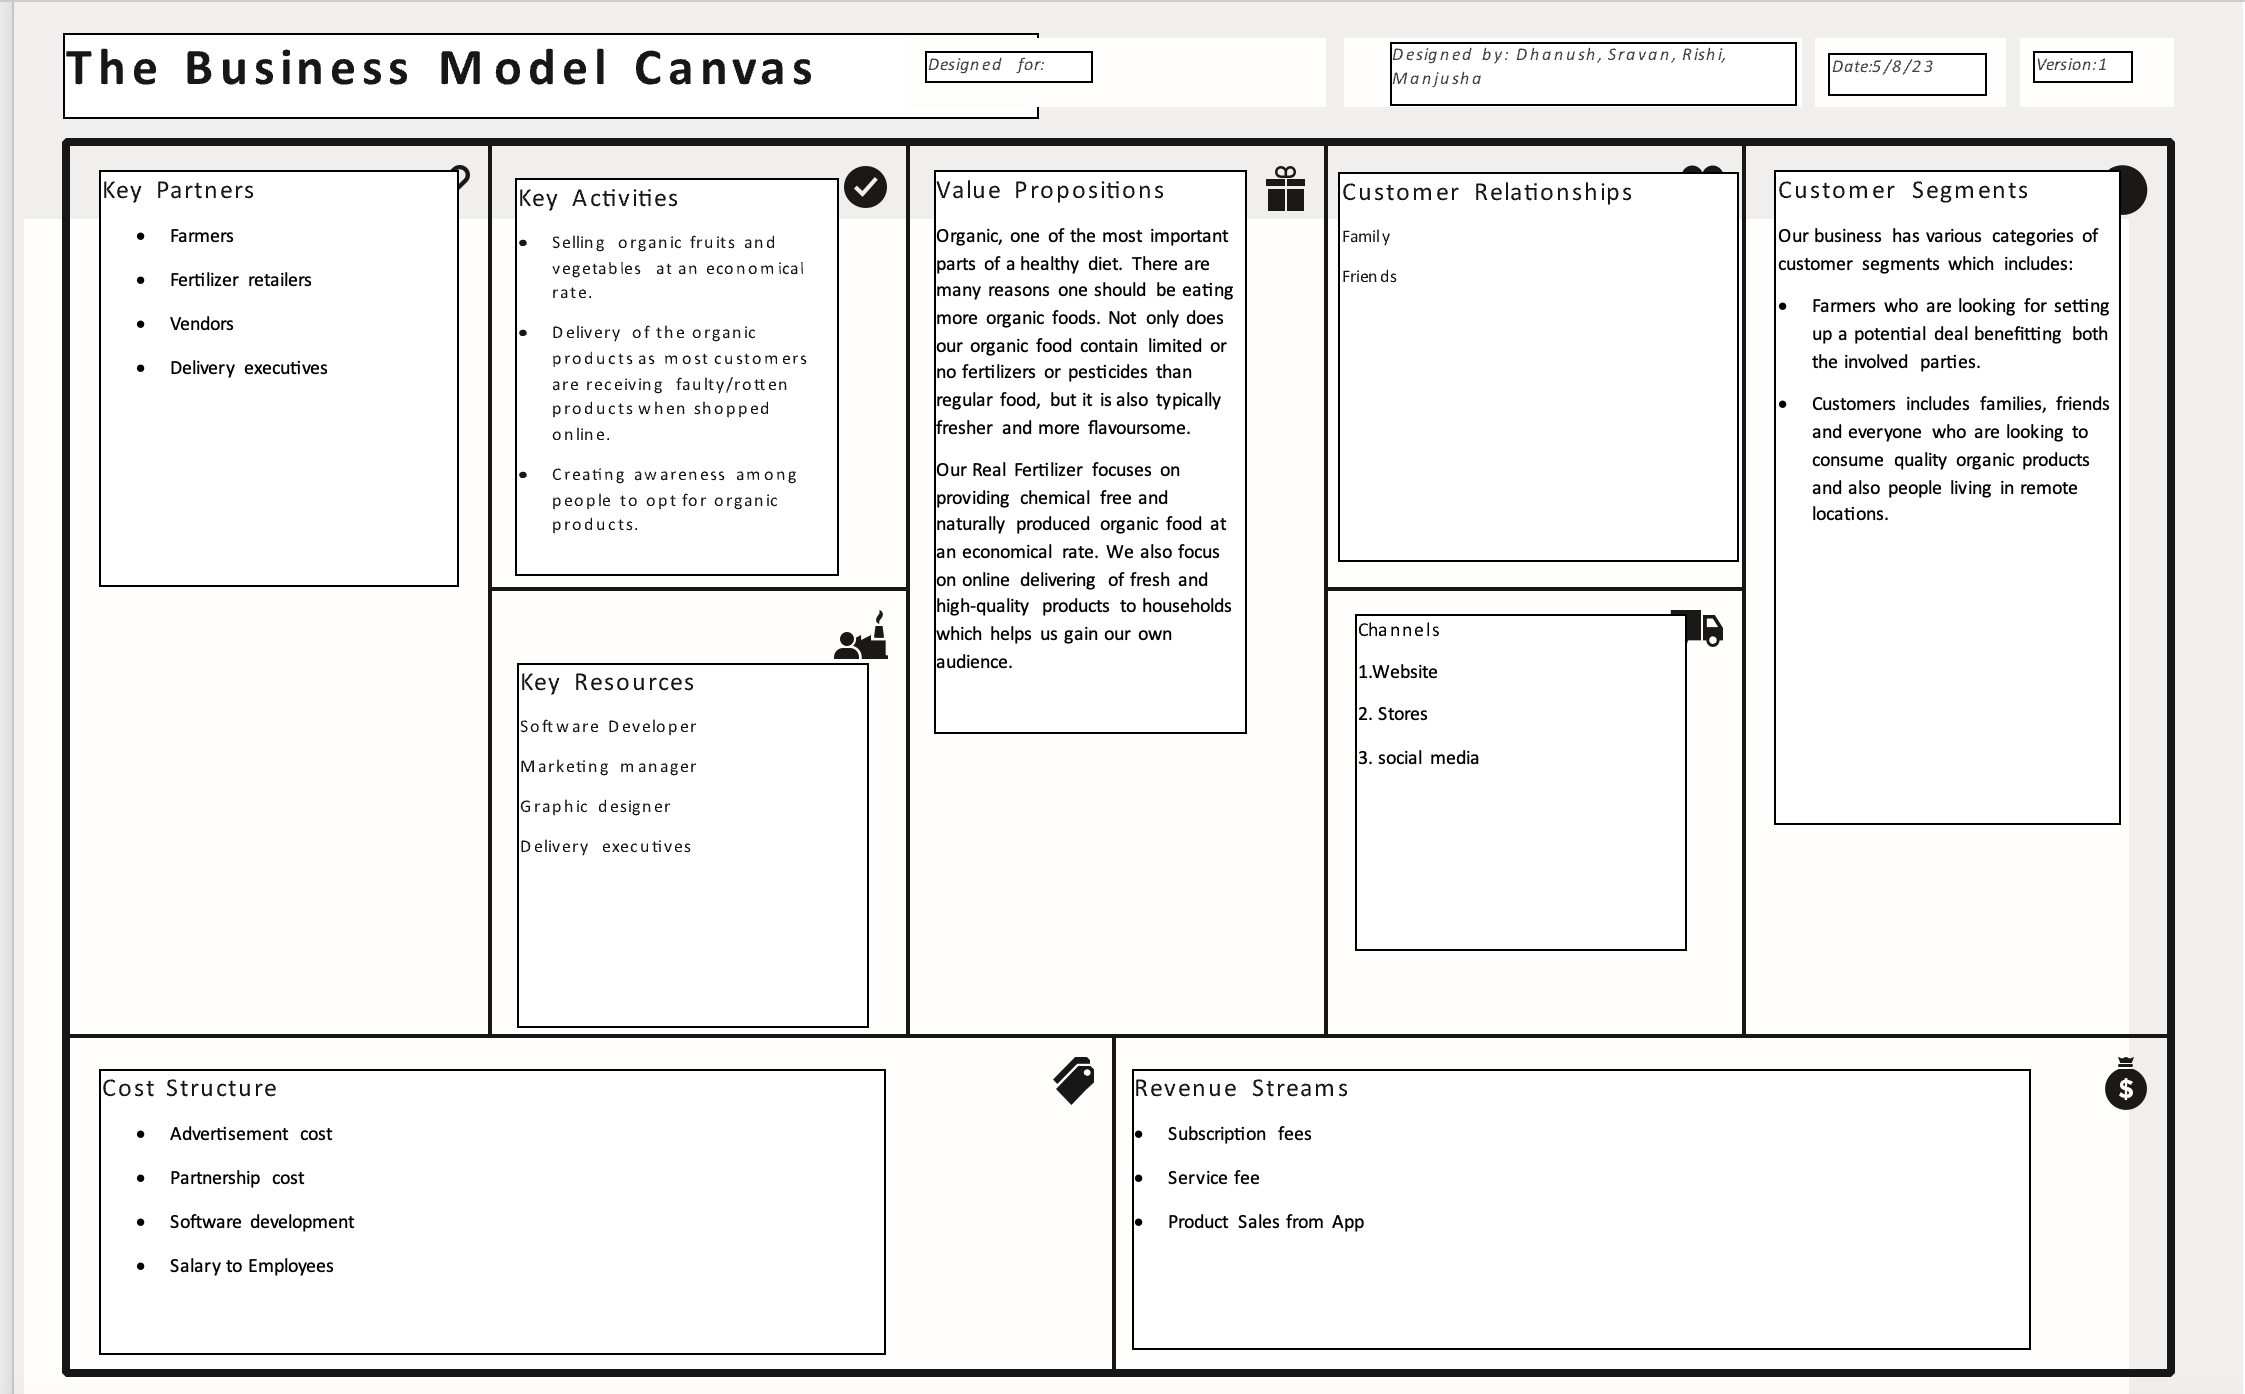 The Business Model Canvas
Designed for:
Designed by: Dhanush, Sravan, Rishi,
Manjusha
Date:5/8/23
Version:1
Key Partners
• Farmers
• Fertilizer retailers
• Vendors
• Delivery executives
Key Activities
• Selling organic fruits and
vegetables at an economical
rate.
• Delivery of the organic
products as most customers
are receiving faulty/rotten
products when shopped
online.
• Creating awareness among
people to opt for organic
products.
Key Resources
Software Developer
Marketing manager
Graphic designer
Delivery executives
Value Propositions
Organic, one of the most important
parts of a healthy diet. There are
many reasons one should be eating
more organic foods. Not only does
our organic food contain limited or
no fertilizers or pesticides than
regular food, but it is also typically
fresher and more flavoursome.
Our Real Fertilizer focuses on
providing chemical free and
naturally produced organic food at
an economical rate. We also focus
on online delivering of fresh and
high-quality products to households
which helps us gain our own
audience.
Customer Relationships
Family
Friends
Channels
1.Website
2. Stores
3. social media
Customer Segments
Our business has various categories of
customer segments which includes:
• Farmers who are looking for setting
up a potential deal benefitting both
the involved parties.
• Customers includes families, friends
and everyone who are looking to
consume quality organic products
and also people living in remote
locations.
Cost Structure
• Advertisement cost
• Partnership cost
• Software development
• Salary to Employees
Revenue Streams
• Subscription fees
• Service fee
• Product Sales from App
$